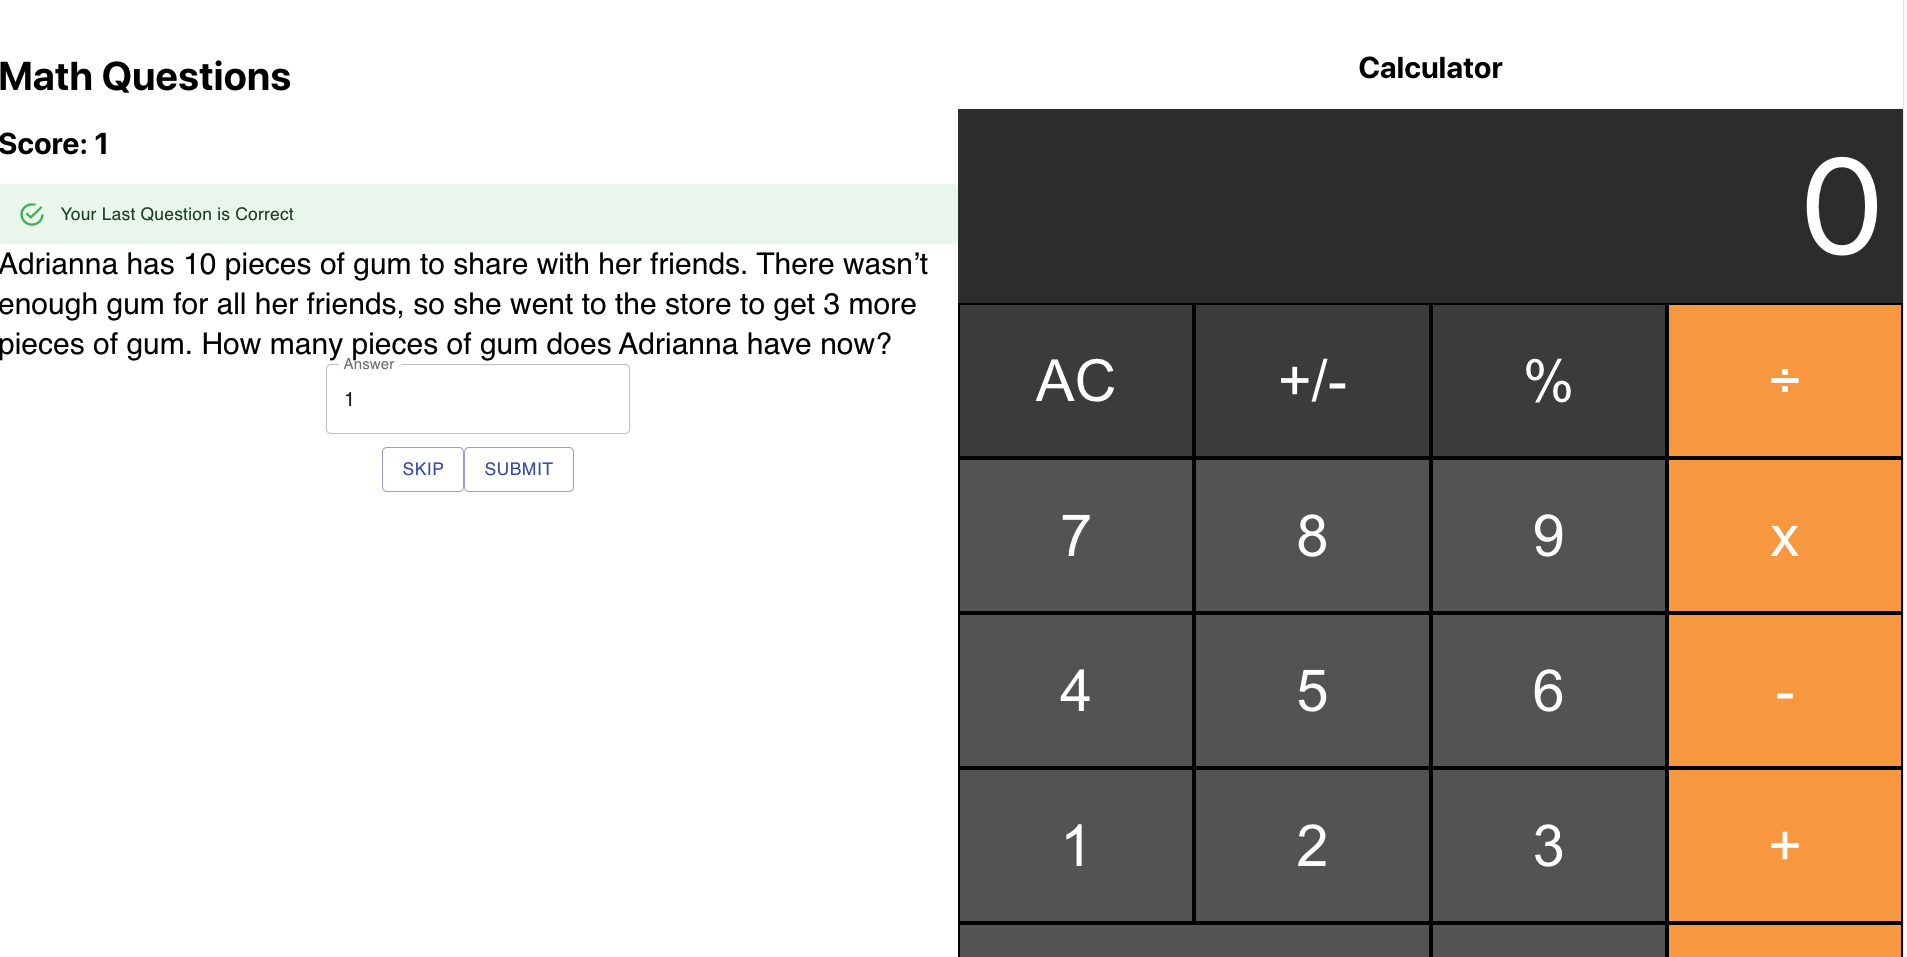 Math Questions
Score: 1
Your Last Question is Correct
Adrianna has 10 pieces of gum to share with her friends. There wasn’t
enough gum for all her friends, so she went to the store to get 3 more
pieces of gum. How many pieces of gum does Adrianna have now?
Answer
1
SKIP SUBMIT
Calculator
0
AC +/- % ÷
7 8 9 x
4 5 6 -
1 2 3 +